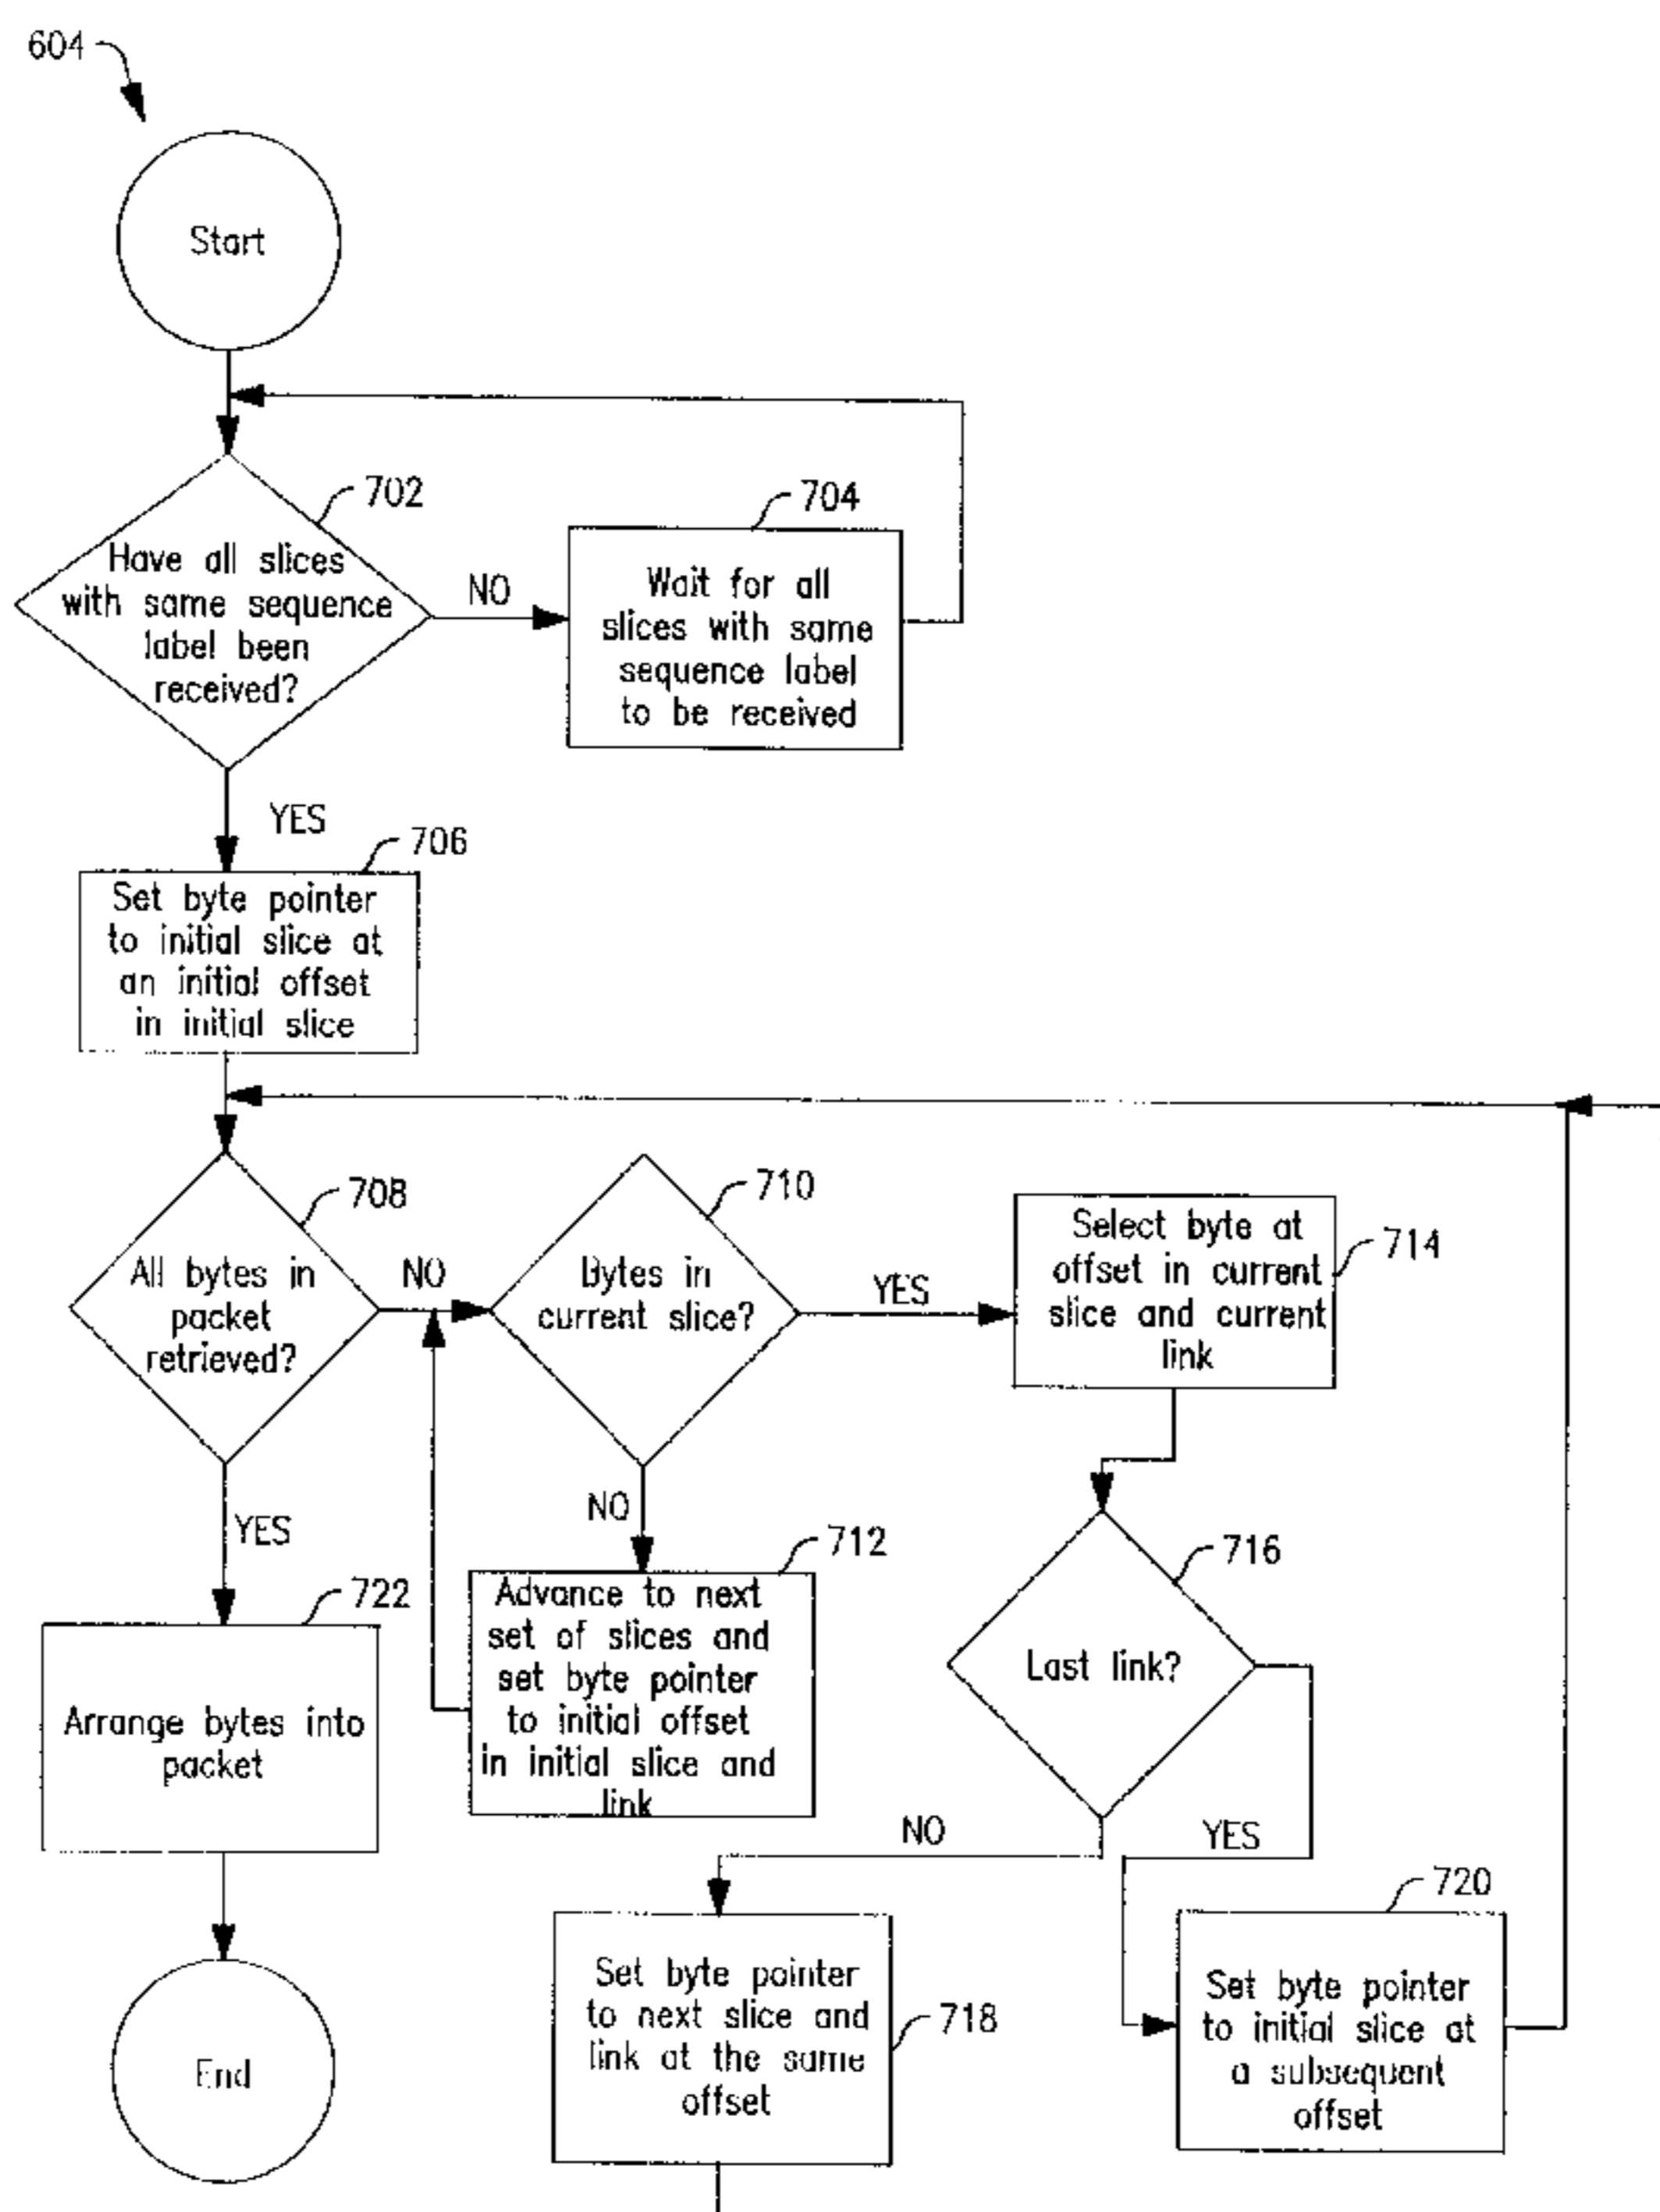 604
Start
702
Have all slices
with same sequence
label been
received?
NO
704
Wait for all
slices with same
sequence label
to be received
YES
706
Set byte pointer
to initial slice at
an initial offset
in initial slice
708
All bytes in
packet
retrieved?
NO
710
Bytes in
current slice?
YES
Select byte at
offset in current
slice and current
link
714
YES
NO
712
Advance to next
set of slices and
set byte pointer
to initial offset
in initial slice and
link
716
Last link?
722
Arrange bytes into
packet
NO
YES
End
Set byte pointer
to next slice and
link at the same
offset
718
720
Set byte pointer
to initial slice at
a subsequent
offset